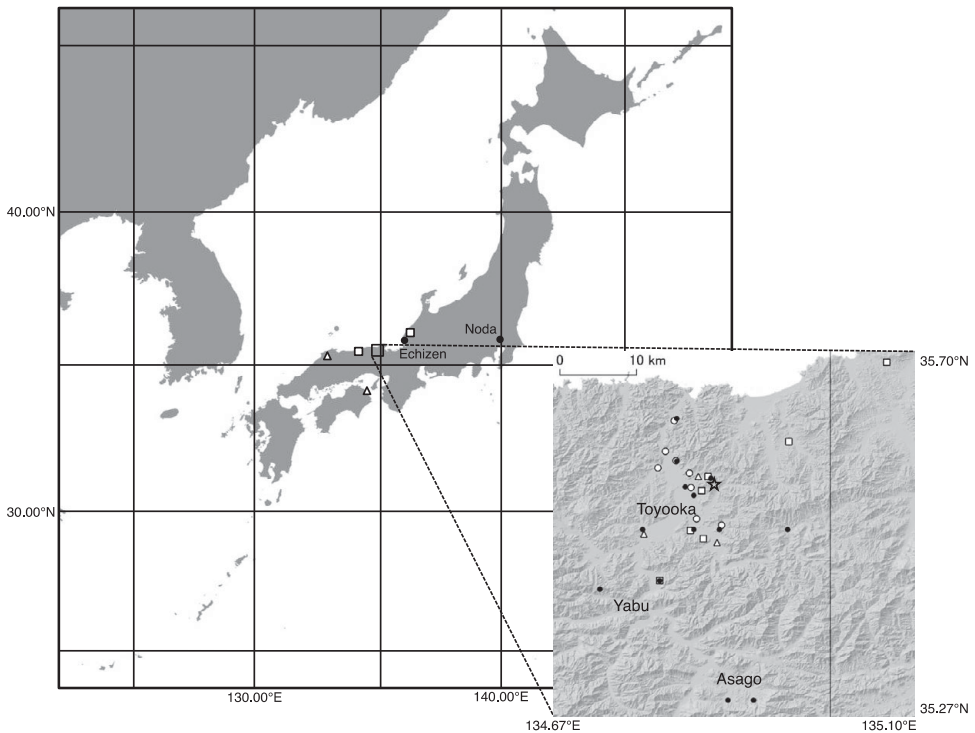 40.00°N
Noda
Echizen
0 10 km
35.70°N
Toyooka
30.00°N
Yabu
Asago
130.00°E
140.00°E
35.27°N
134.67°E
135.10°E